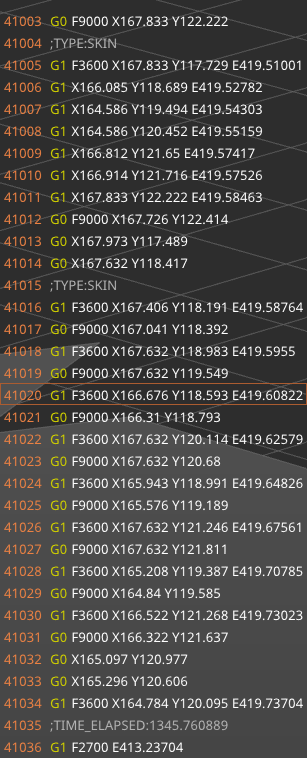 41003 G0 F9000 X167.833 Y122.222
41004 ;TYPE:SKIN
41005 G1 F3600 X167.833 Y117.729 E419.51001
41006 G1 X166.085 Y118.689 E419.52782
41007 G1 X164.586 Y119.494 E419.54303
41008 G1 X164.586 Y120.452 E419.55159
41009 G1 X166.812 Y121.65 E419.57417
41010 G1 X166.914 Y121.716 E419.57526
41011 G1 X167.833 Y122.222 E419.58463
41012 G0 F9000 X167.726 Y122.414
41013 G0 X167.973 Y117.489
41014 G0 X167.632 Y118.417
41015 ;TYPE:SKIN
41016 G1 F3600 X167.406 Y118.191 E419.58764
41017 G0 F9000 X167.041 Y118.392
41018 G1 F3600 X167.632 Y118.983 E419.5955
41019 G0 F9000 X167.632 Y119.549
41020 G1 F3600 X166.676 Y118.593 E419.60822
41021 G0 F9000 X166.31 Y118.793
41022 G1 F3600 X167.632 Y120.114 E419.62579
41023 G0 F9000 X167.632 Y120.68
41024 G1 F3600 X165.943 Y118.991 E419.64826
41025 G0 F9000 X165.576 Y119.189
41026 G1 F3600 X167.632 Y121.246 E419.67561
41027 G0 F9000 X167.632 Y121.811
41028 G1 F3600 X165.208 Y119.387 E419.70785
41029 G0 F9000 X164.84 Y119.585
41030 G1 F3600 X166.522 Y121.268 E419.73023
41031 G0 F9000 X166.322 Y121.637
41032 G0 X165.097 Y120.977
41033 G0 X165.296 Y120.606
41034 G1 F3600 X164.784 Y120.095 E419.73704
41035 ;TIME_ELAPSED:1345.760889
41036 G1 F2700 E413.23704